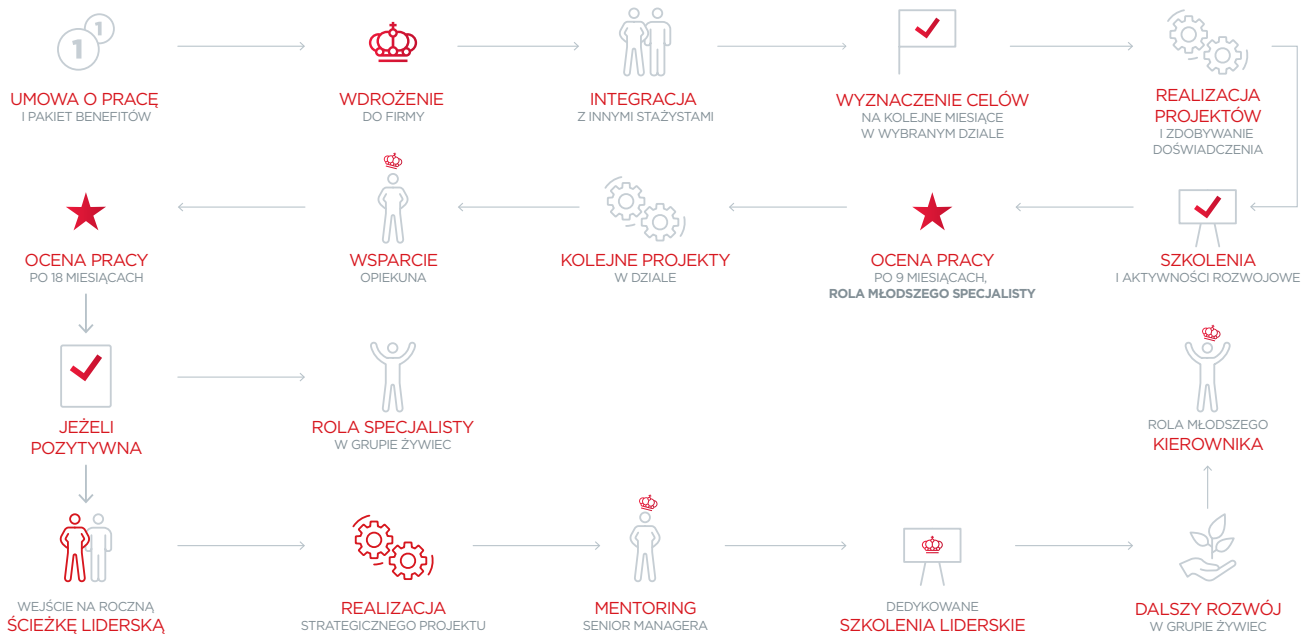 1
1
UMOWA O PRACĘ
I PAKIET BENEFITÓW
WDROŻENIE
DO FIRMY
INTEGRACJA
Z INNYMI STAŻYSTAMI
WYZNACZENIE CELÓW
NA KOLEJNE MIESIĄCE
W WYBRANYM DZIALE
REALIZACJA
PROJEKTÓW
I ZDOBYWANIE
DOŚWIADCZENIA
SZKOLENIA
I AKTYWNOŚCI ROZWOJOWE
OCENA PRACY
PO 9 MIESIĄCACH,
ROLA MŁODSZEGO SPECJALISTY
KOLEJNE PROJEKTY
W DZIALE
WSPARCIE
OPIEKUNA
OCENA PRACY
PO 18 MIESIĄCACH
JEŻELI
POZYTYWNA
ROLA SPECJALISTY
W GRUPIE ŻYWIEC
WEJŚCIE NA ROCZNĄ
ŚCIEŻKĘ LIDERSKĄ
REALIZACJA
STRATEGICZNEGO PROJEKTU
MENTORING
SENIOR MANAGERA
DEDYKOWANE
SZKOLENIA LIDERSKIE
DALSZY ROZWÓJ
W GRUPIE ŻYWIEC
ROLA MŁODSZEGO
KIEROWNIKA